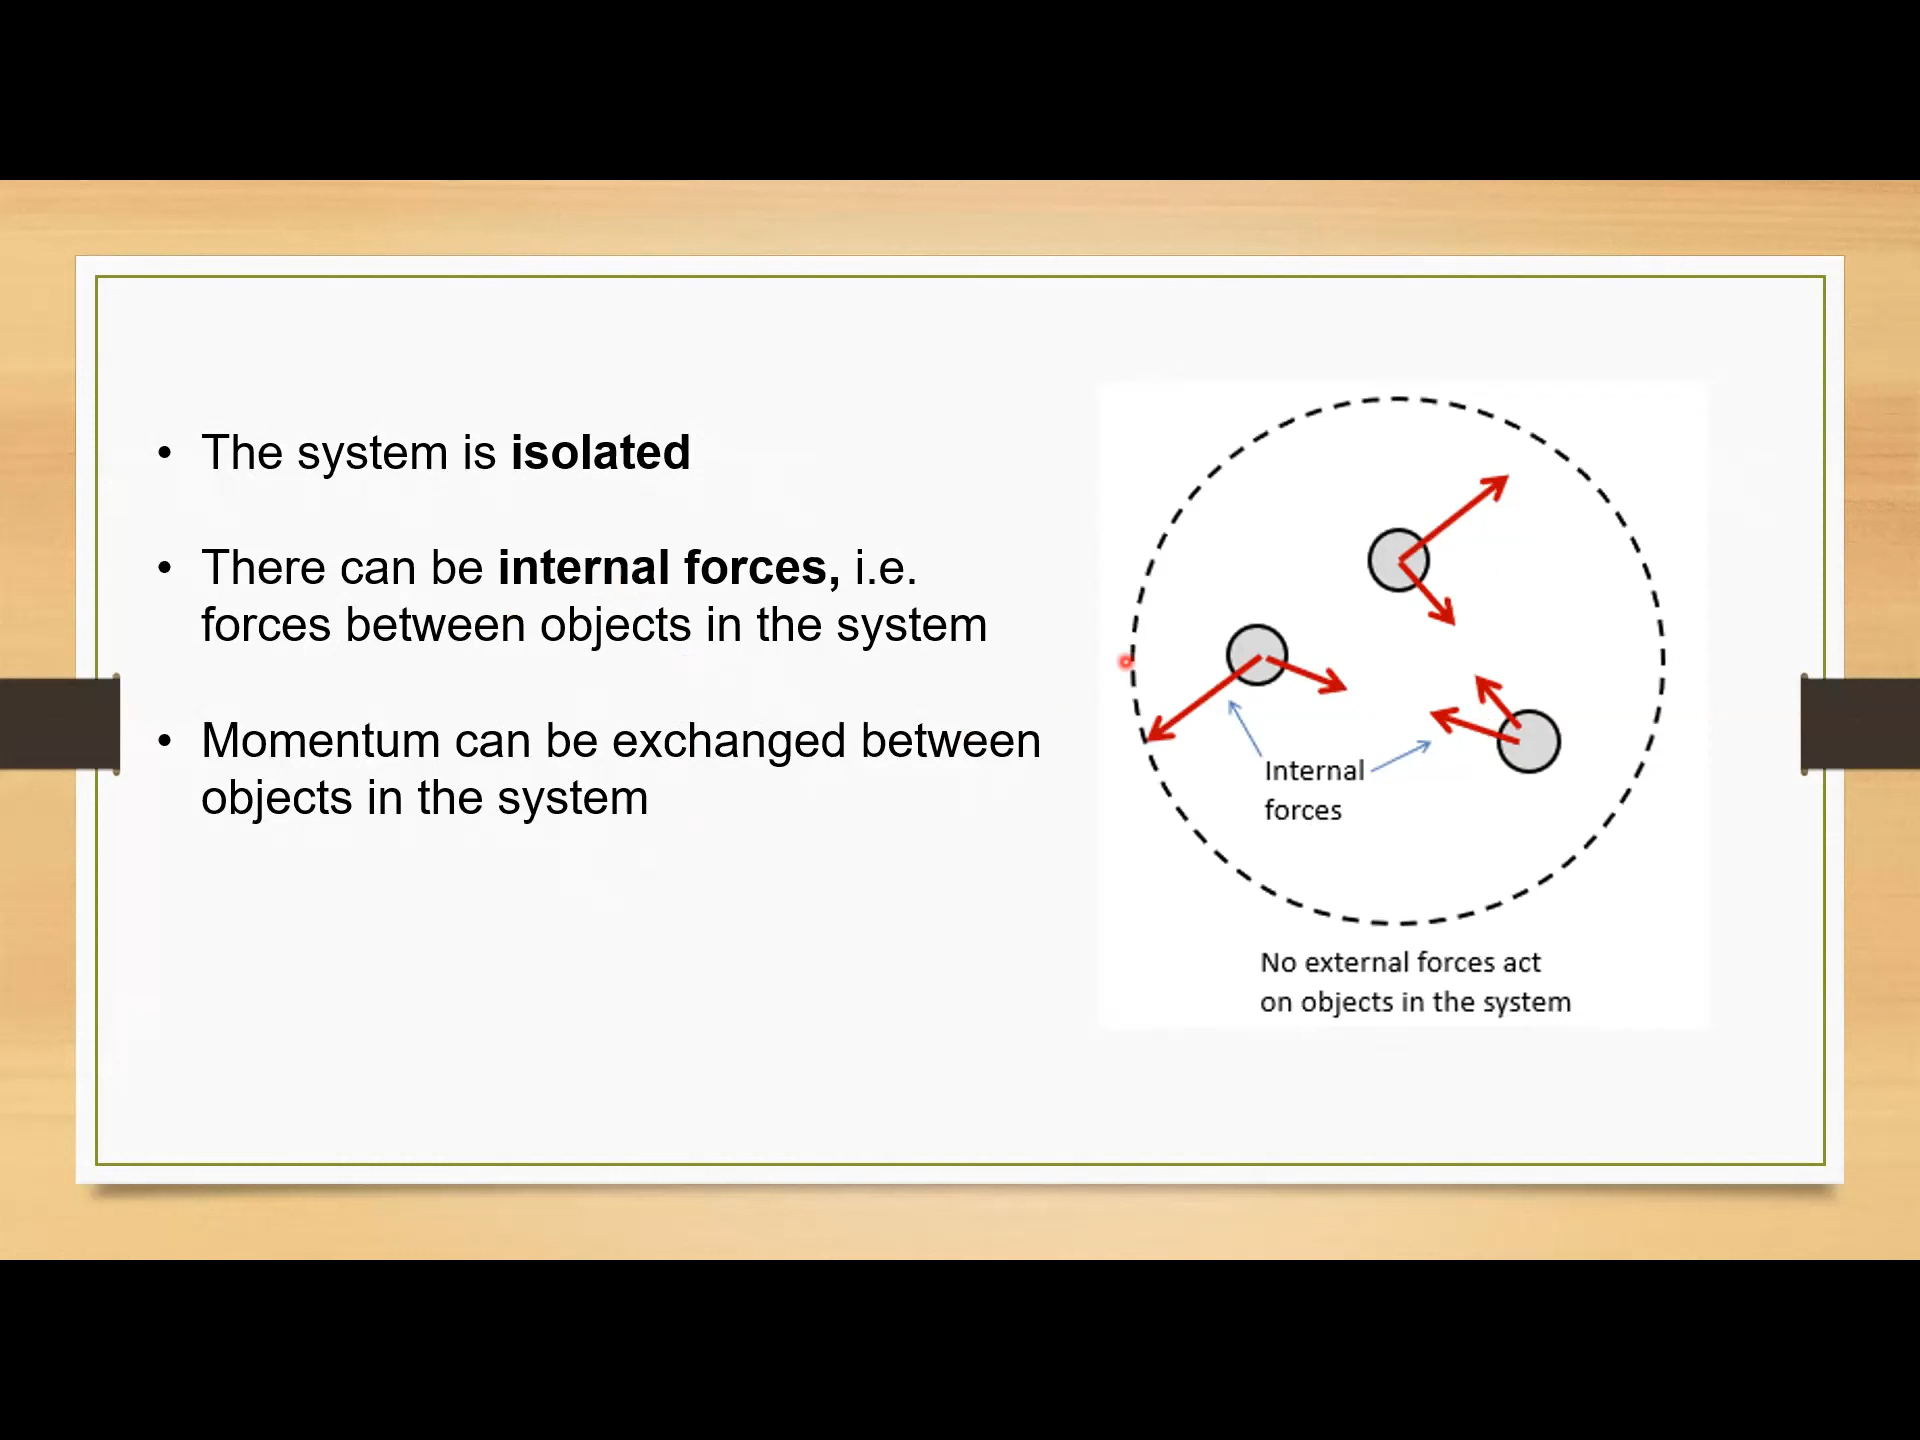 • The system is isolated
• There can be internal forces, i.e.
forces between objects in the system
• Momentum can be exchanged between
objects in the system
Internal
forces
No external forces act
on objects in the system